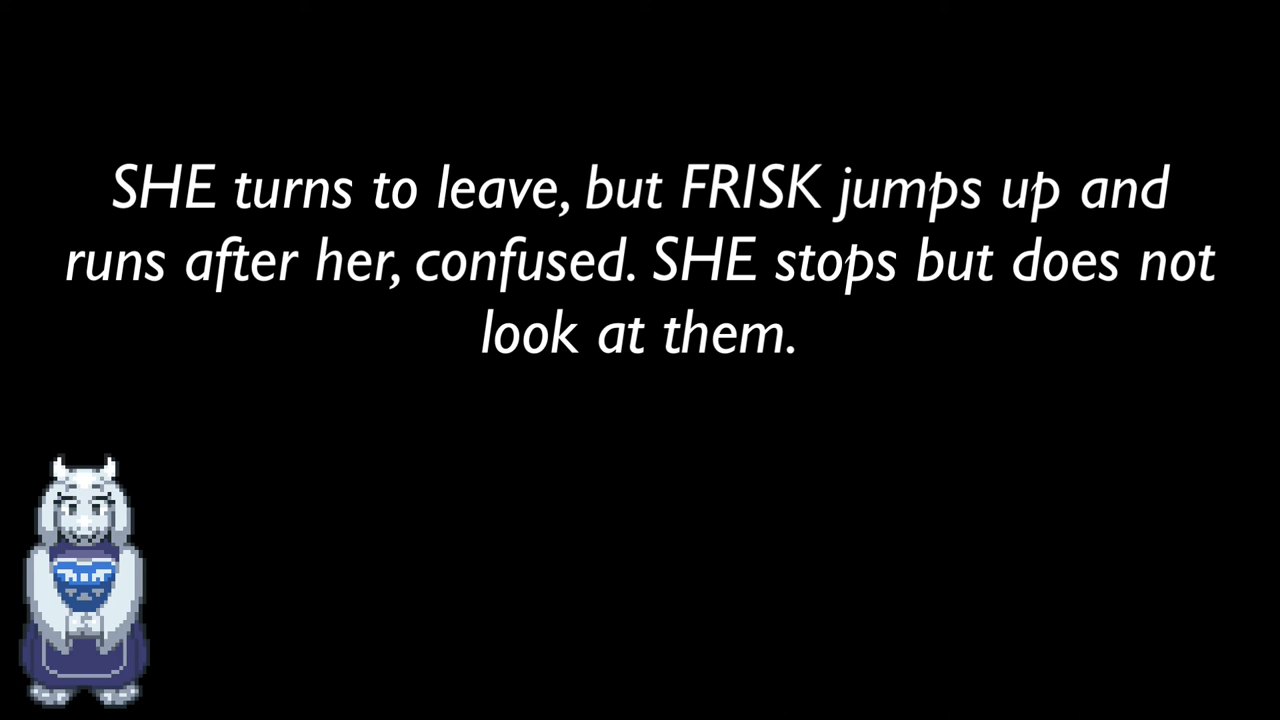 SHE turns to leave, but FRISK jumps up and
runs after her, confused. SHE stops but does not
look at them.